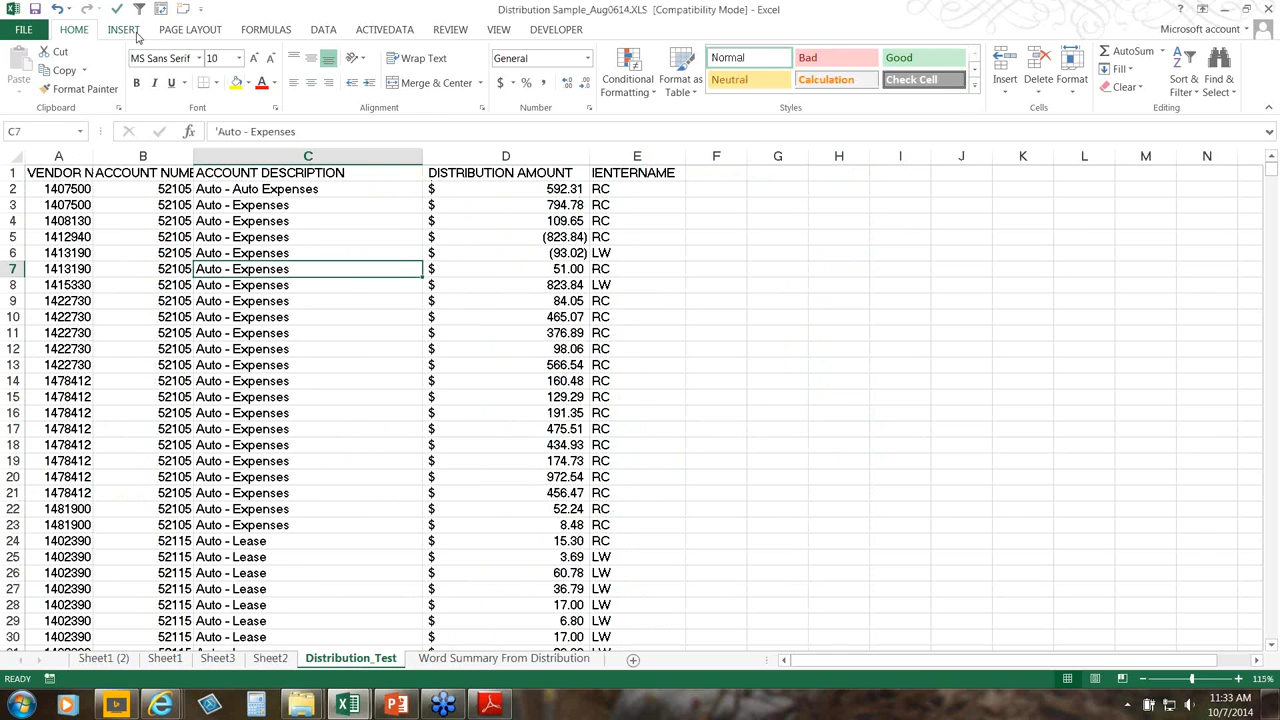 Distribution Sample_Aug0614.XLS [Compatibility Mode] - Excel
FILE HOME INSERT PAGE LAYOUT FORMULAS DATA ACTIVEDATA REVIEW VIEW DEVELOPER Microsoft account
Paste
Cut
Copy
Format Painter
Clipboard
MS Sans Serif 10
B I U
Font
Wrap Text
Merge & Center
Alignment
General
$ % ,
Number
Conditional Formatting
Format as Table
Normal Bad Good
Neutral Calculation Check Cell
Styles
Insert Delete Format
Cells
AutoSum
Fill
Clear
Sort & Filter
Find & Select
Editing
C7 fx 'Auto - Expenses
A B C D E F G H I J K L M N
1 VENDOR N ACCOUNT NUME ACCOUNT DESCRIPTION DISTRIBUTION AMOUNT IENTERNAME
2 1407500 52105 Auto - Auto Expenses $ 592.31 RC
3 1407500 52105 Auto - Expenses $ 794.78 RC
4 1408130 52105 Auto - Expenses $ 109.65 RC
5 1412940 52105 Auto - Expenses $ (823.84) RC
6 1413190 52105 Auto - Expenses $ (93.02) LW
7 1413190 52105 Auto - Expenses $ 51.00 RC
8 1415330 52105 Auto - Expenses $ 823.84 LW
9 1422730 52105 Auto - Expenses $ 84.05 RC
10 1422730 52105 Auto - Expenses $ 465.07 RC
11 1422730 52105 Auto - Expenses $ 376.89 RC
12 1422730 52105 Auto - Expenses $ 98.06 RC
13 1422730 52105 Auto - Expenses $ 566.54 RC
14 1478412 52105 Auto - Expenses $ 160.48 RC
15 1478412 52105 Auto - Expenses $ 129.29 RC
16 1478412 52105 Auto - Expenses $ 191.35 RC
17 1478412 52105 Auto - Expenses $ 475.51 RC
18 1478412 52105 Auto - Expenses $ 434.93 RC
19 1478412 52105 Auto - Expenses $ 174.73 RC
20 1478412 52105 Auto - Expenses $ 972.54 RC
21 1478412 52105 Auto - Expenses $ 456.47 RC
22 1481900 52105 Auto - Expenses $ 52.24 RC
23 1481900 52105 Auto - Expenses $ 8.48 RC
24 1402390 52115 Auto - Lease $ 15.30 RC
25 1402390 52115 Auto - Lease $ 3.69 LW
26 1402390 52115 Auto - Lease $ 60.78 LW
27 1402390 52115 Auto - Lease $ 36.79 LW
28 1402390 52115 Auto - Lease $ 17.00 LW
29 1402390 52115 Auto - Lease $ 6.80 LW
30 1402390 52115 Auto - Lease $ 17.00 LW
Sheet1 (2) Sheet1 Sheet3 Sheet2 Distribution_Test Word Summary From Distribution
READY 115%
11:33 AM
10/7/2014